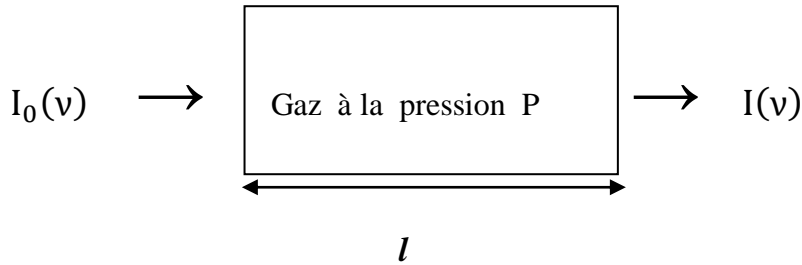 I₀(ν) → Gaz à la pression P → I(ν)
l